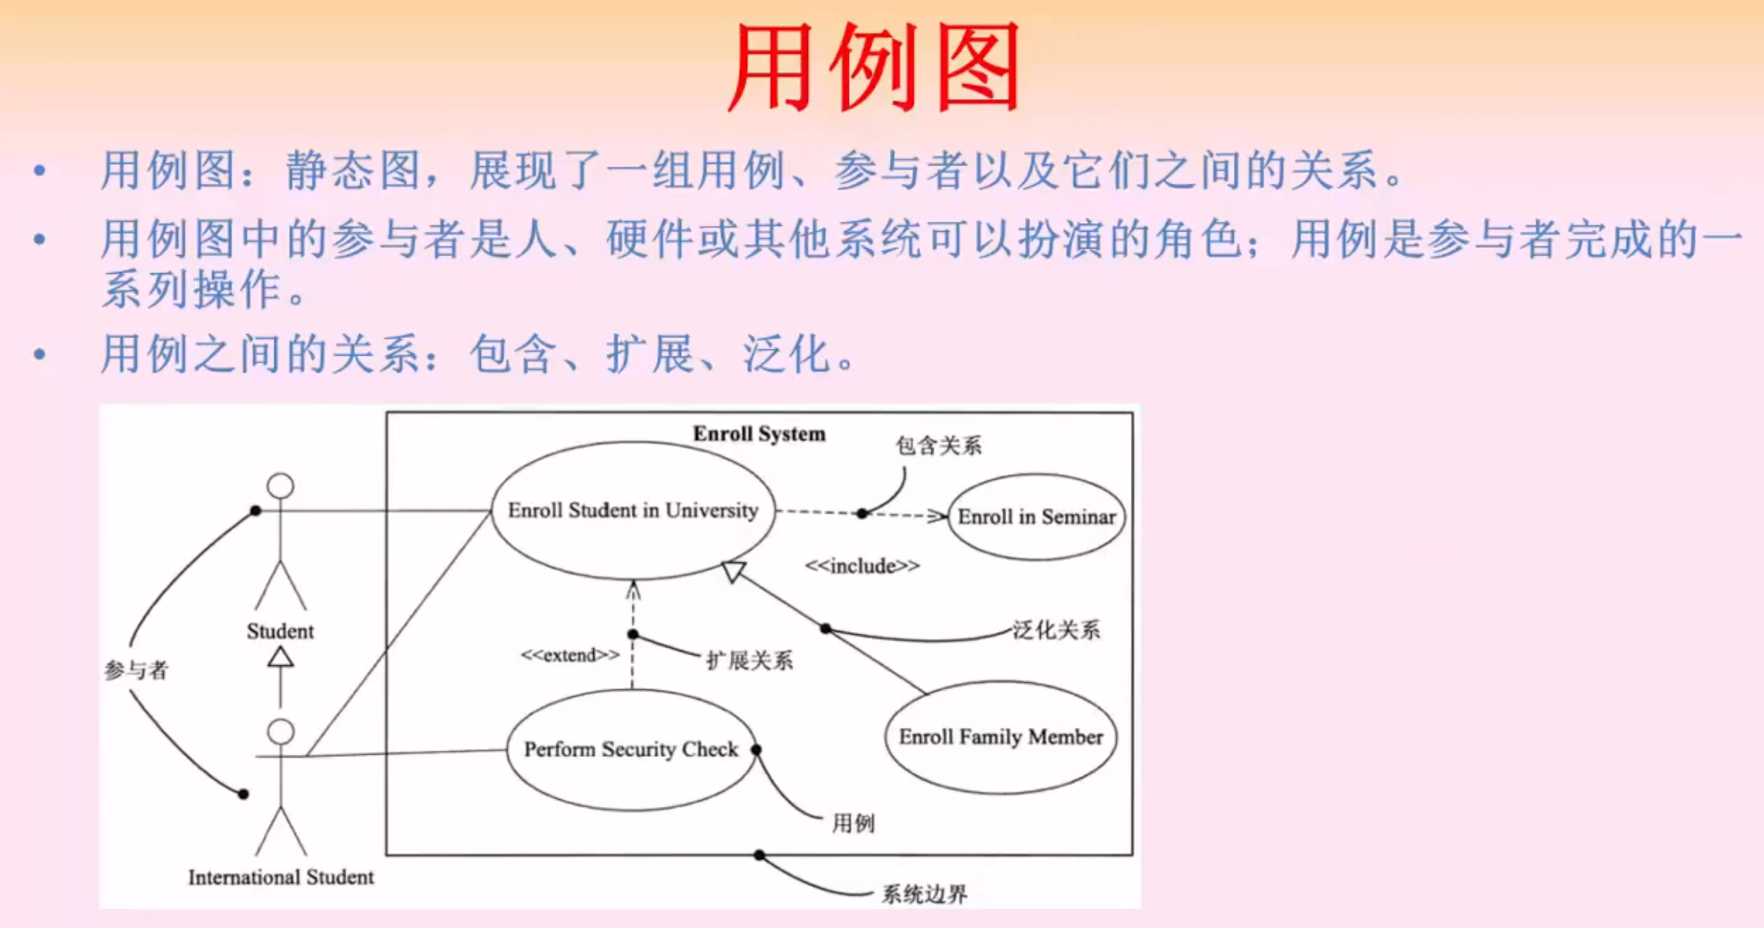 用例图
• 用例图：静态图，展现了一组用例、参与者以及它们之间的关系。
• 用例图中的参与者是人、硬件或其他系统可以扮演的角色；用例是参与者完成的一
系列操作。
• 用例之间的关系：包含、扩展、泛化。
Enroll System
包含关系
Enroll Student in University
Enroll in Seminar
<<include>>
Student
泛化关系
<<extend>>
扩展关系
参与者
Enroll Family Member
Perform Security Check
用例
International Student
系统边界